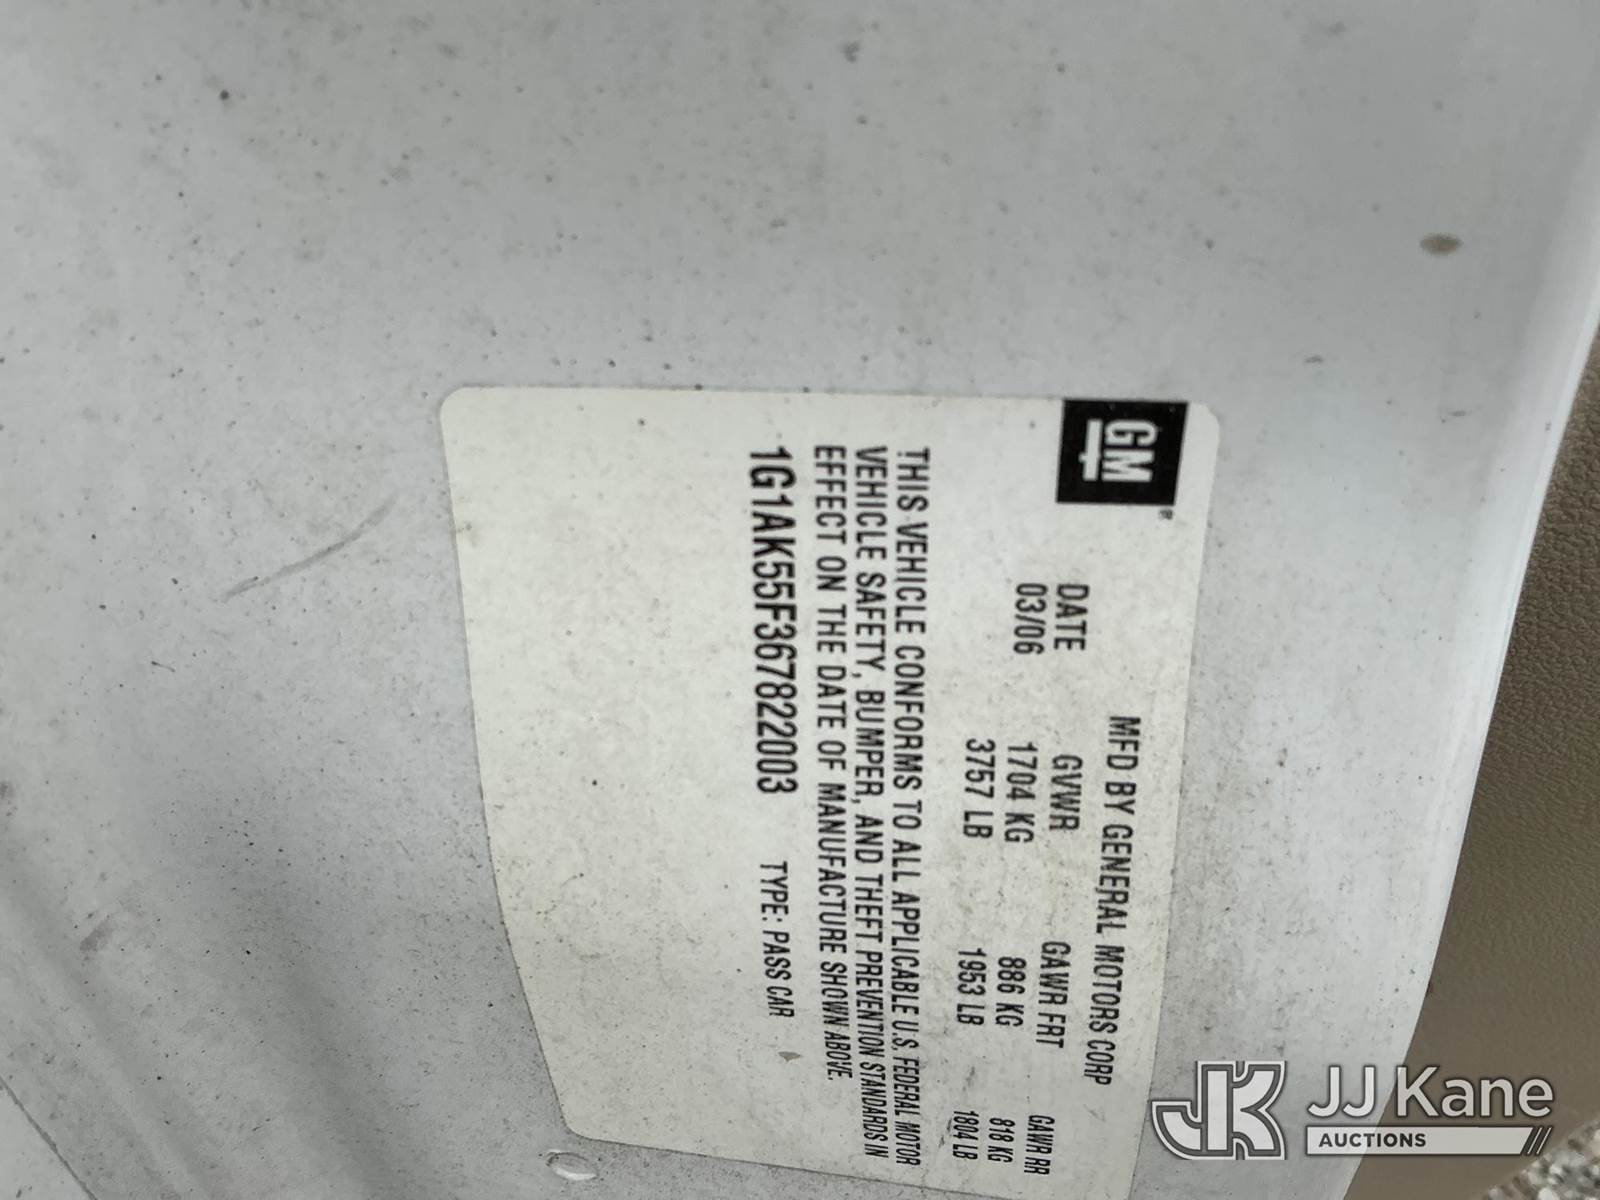 GM®
MFD BY GENERAL MOTORS CORP
DATE GVWR GAWR FRT GAWR RR
03/06 1704 KG 886 KG 818 KG
3757 LB 1953 LB 1804 LB
THIS VEHICLE CONFORMS TO ALL APPLICABLE U.S. FEDERAL MOTOR
VEHICLE SAFETY, BUMPER, AND THEFT PREVENTION STANDARDS IN
EFFECT ON THE DATE OF MANUFACTURE SHOWN ABOVE.
1G1AK55F367822003 TYPE: PASS CAR
JK JJ Kane
AUCTIONS